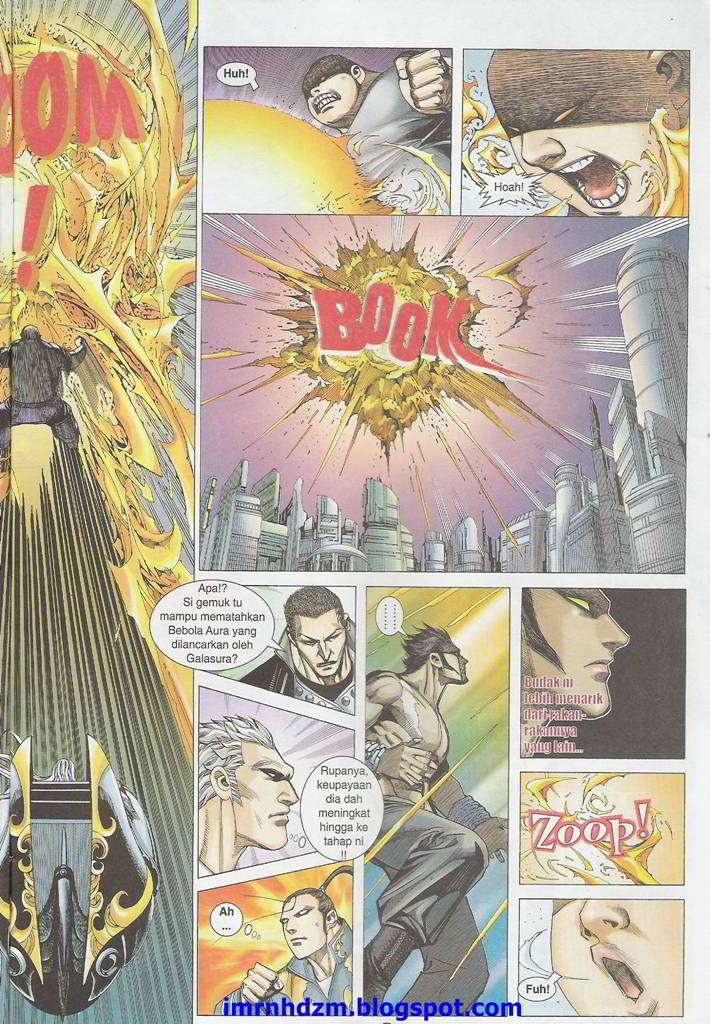 BOOM
!
Huh!
Hoah!
BOOM
Apa!?
Si gemuk tu
mampu mematahkan
Bebola Aura yang
dilancarkan oleh
Galasura?
Rupanya,
keupayaan
dia dah
meningkat
hingga ke
tahap ni
!!
Ah
...
......
Budak ni
lebih menarik
dari rakan-
rakannya
yang lain...
ZOOP!
Fuh!
imrnhdzm.blogspot.com